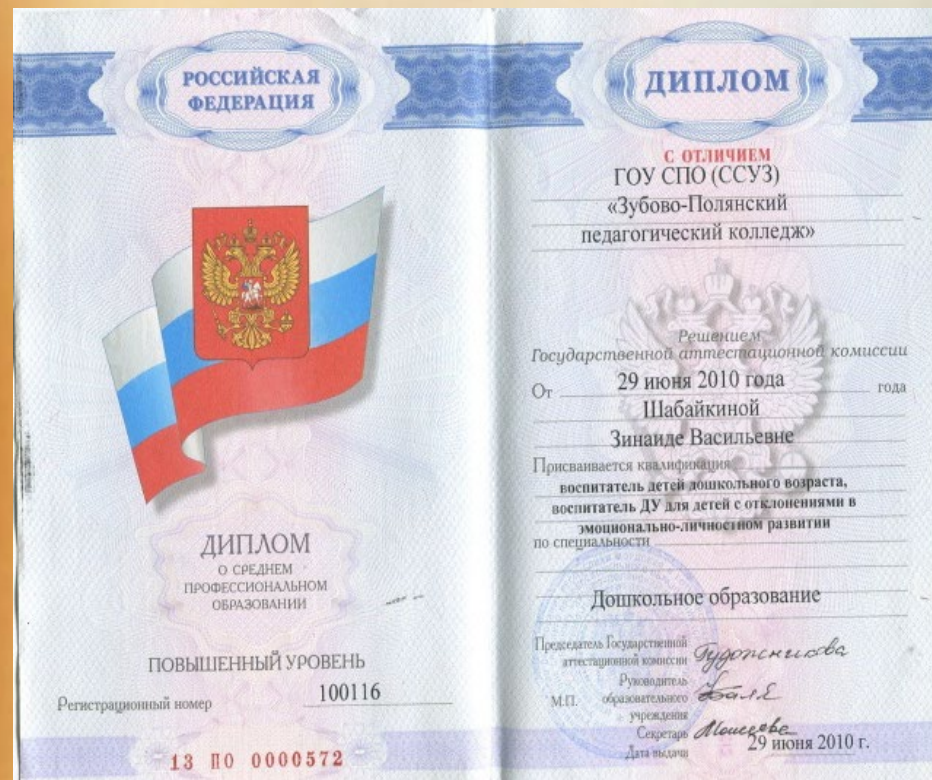 РОССИЙСКАЯ
ФЕДЕРАЦИЯ
ДИПЛОМ
О СРЕДНЕМ
ПРОФЕССИОНАЛЬНОМ
ОБРАЗОВАНИИ
ПОВЫШЕННЫЙ УРОВЕНЬ
Регистрационный номер 100116
13 ПО 0000572
ДИПЛОМ
С ОТЛИЧИЕМ
ГОУ СПО (ССУЗ)
«Зубово-Полянский
педагогический колледж»
Решением
Государственной аттестационной комиссии
От 29 июня 2010 года года
Шабайкиной
Зинаиде Васильевне
Присваивается квалификация
воспитатель детей дошкольного возраста,
воспитатель ДУ для детей с отклонениями в
эмоционально-личностном развитии
по специальности
Дошкольное образование
Председатель Государственной
аттестационной комиссии
Руководитель
М.П. образовательного
учреждения
Секретарь
Дата выдачи 29 июня 2010 г.